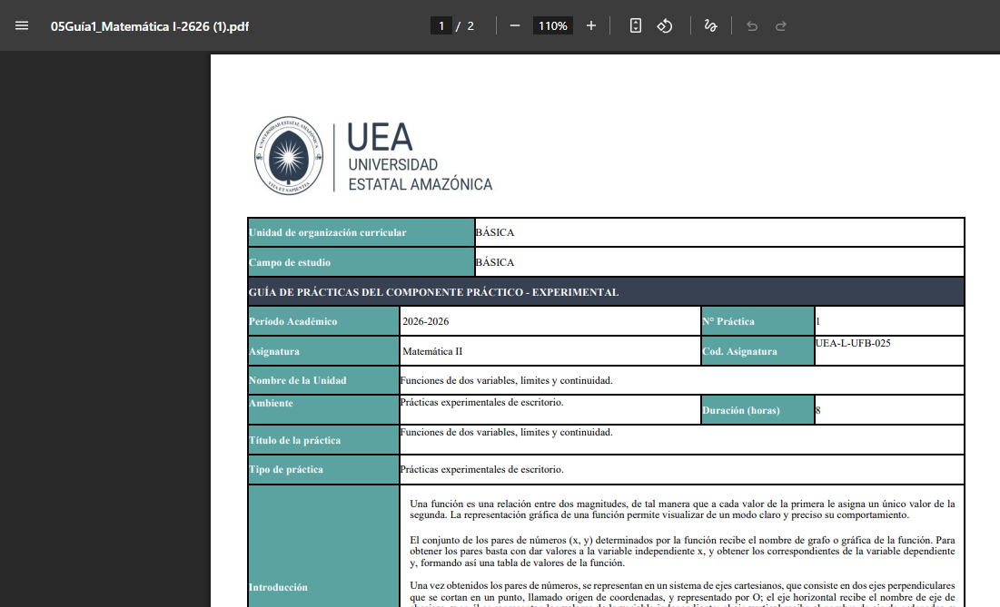 05Guía1_Matemática I-2626 (1).pdf
1 / 2
110%
UNIVERSIDAD ESTATAL AMAZÓNICA
UEA
UNIVERSIDAD
ESTATAL AMAZÓNICA
Unidad de organización curricular BÁSICA
Campo de estudio BÁSICA
GUÍA DE PRÁCTICAS DEL COMPONENTE PRÁCTICO - EXPERIMENTAL
Período Académico 2026-2026 N° Práctica 1
Asignatura Matemática II Cod. Asignatura UEA-L-UFB-025
Nombre de la Unidad Funciones de dos variables, límites y continuidad.
Ambiente Prácticas experimentales de escritorio. Duración (horas) 8
Título de la práctica Funciones de dos variables, límites y continuidad.
Tipo de práctica Prácticas experimentales de escritorio.
Introducción
Una función es una relación entre dos magnitudes, de tal manera que a cada valor de la primera le asigna un único valor de la
segunda. La representación gráfica de una función permite visualizar de un modo claro y preciso su comportamiento.
El conjunto de los pares de números (x, y) determinados por la función recibe el nombre de grafo o gráfica de la función. Para
obtener los pares basta con dar valores a la variable independiente x, y obtener los correspondientes de la variable dependiente
y, formando así una tabla de valores de la función.
Una vez obtenidos los pares de números, se representan en un sistema de ejes cartesianos, que consiste en dos ejes perpendiculares
que se cortan en un punto, llamado origen de coordenadas, y representado por O; el eje horizontal recibe el nombre de eje de